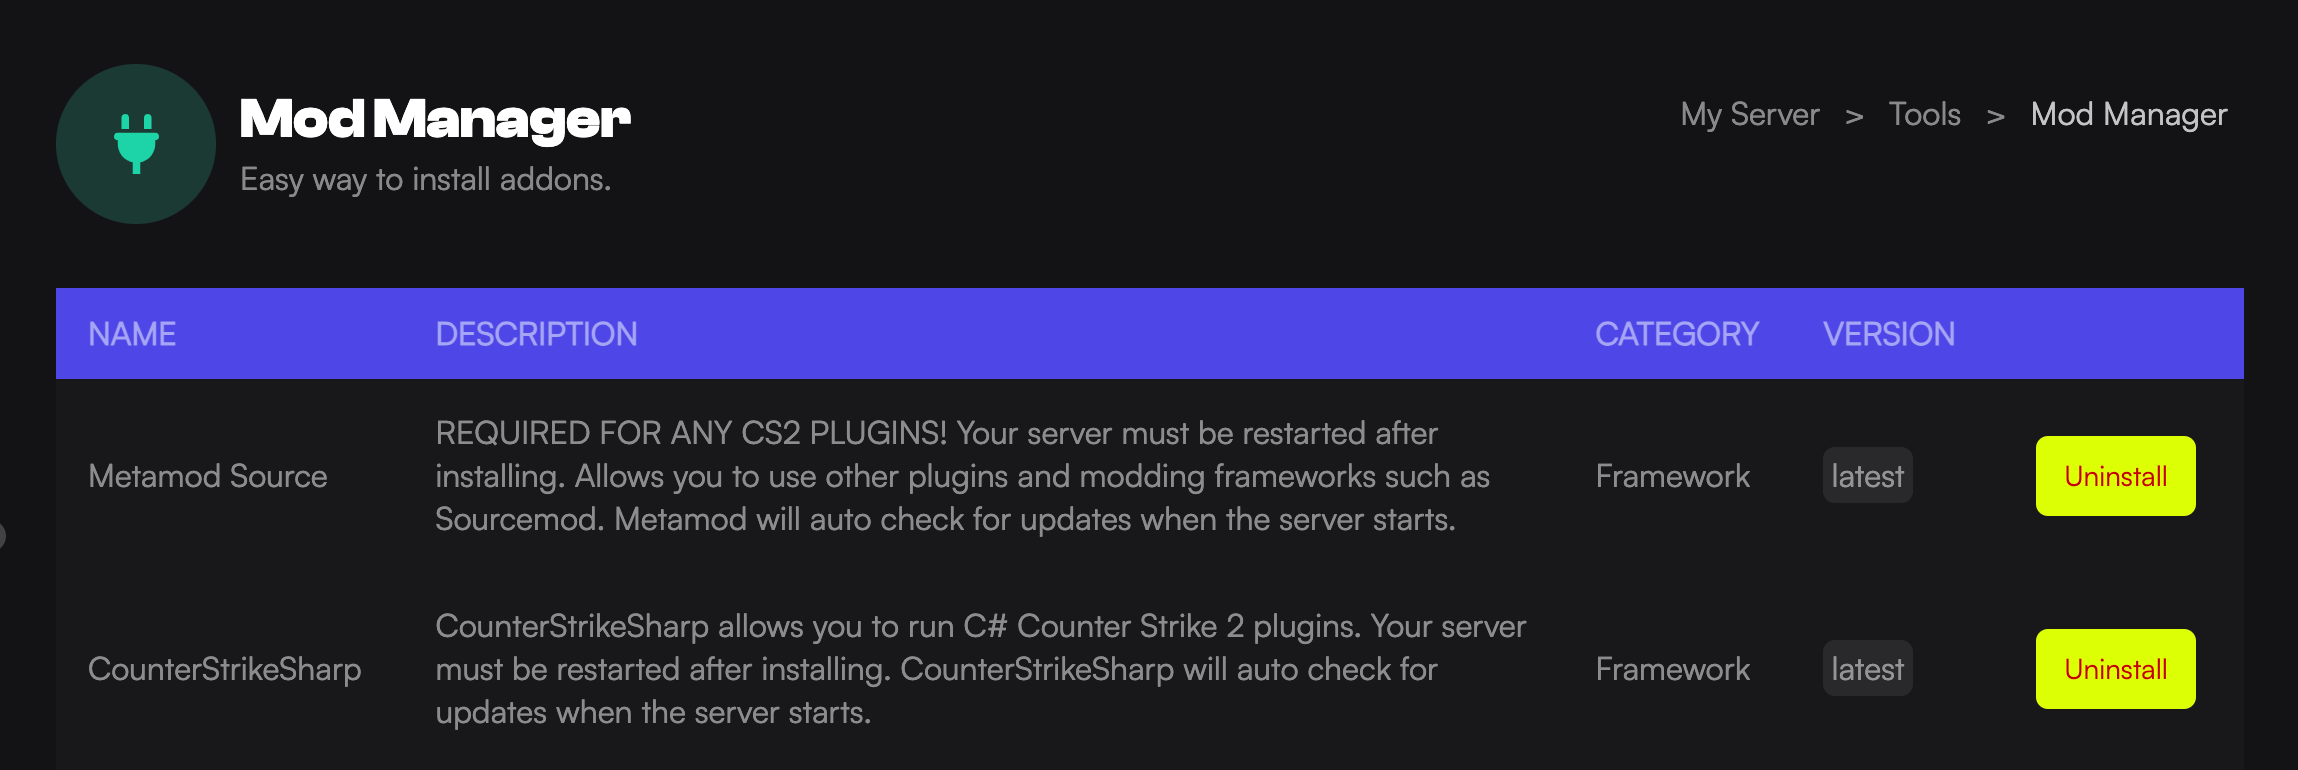 Mod Manager
Easy way to install addons.
My Server > Tools > Mod Manager
NAME DESCRIPTION CATEGORY VERSION
Metamod Source
REQUIRED FOR ANY CS2 PLUGINS! Your server must be restarted after
installing. Allows you to use other plugins and modding frameworks such as
Sourcemod. Metamod will auto check for updates when the server starts.
Framework
latest
Uninstall
CounterStrikeSharp
CounterStrikeSharp allows you to run C# Counter Strike 2 plugins. Your server
must be restarted after installing. CounterStrikeSharp will auto check for
updates when the server starts.
Framework
latest
Uninstall